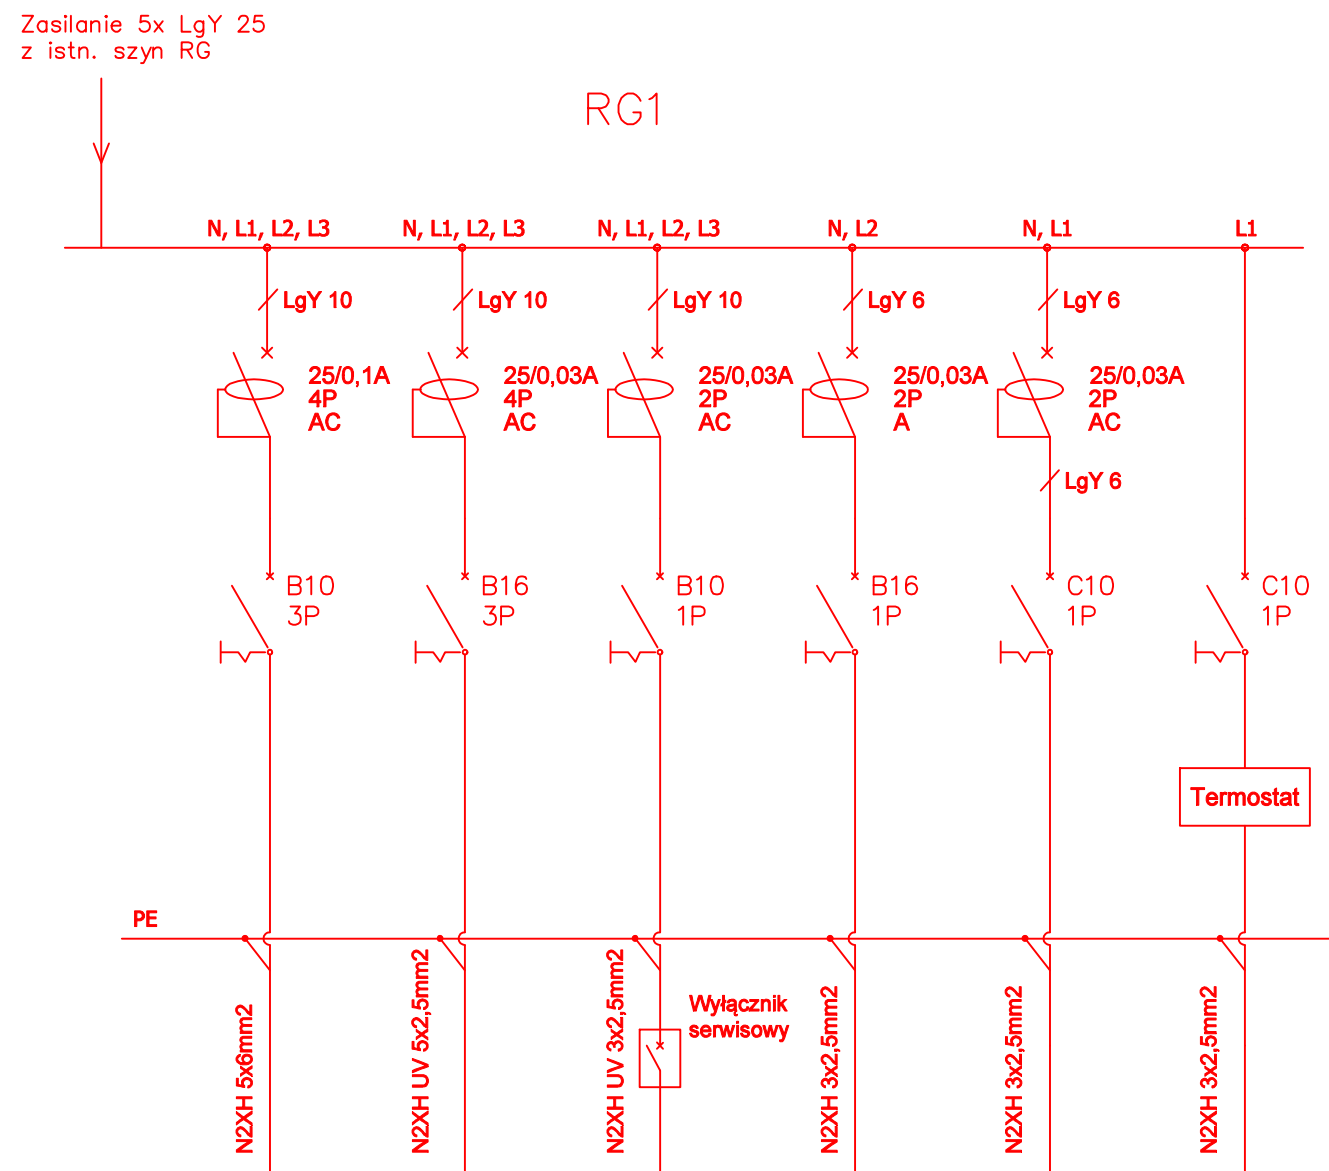 Zasilanie 5x LgY 25
z istn. szyn RG
RG1
N, L1, L2, L3
N, L1, L2, L3
N, L1, L2, L3
N, L2
N, L1
L1
LgY 10
LgY 10
LgY 10
LgY 6
LgY 6
25/0,1A
4P
AC
25/0,03A
4P
AC
25/0,03A
2P
AC
25/0,03A
2P
A
25/0,03A
2P
AC
LgY 6
B10
3P
B16
3P
B10
1P
B16
1P
C10
1P
C10
1P
Termostat
PE
N2XH 5x6mm2
N2XH UV 5x2,5mm2
N2XH UV 3x2,5mm2
Wyłącznik
serwisowy
N2XH 3x2,5mm2
N2XH 3x2,5mm2
N2XH 3x2,5mm2